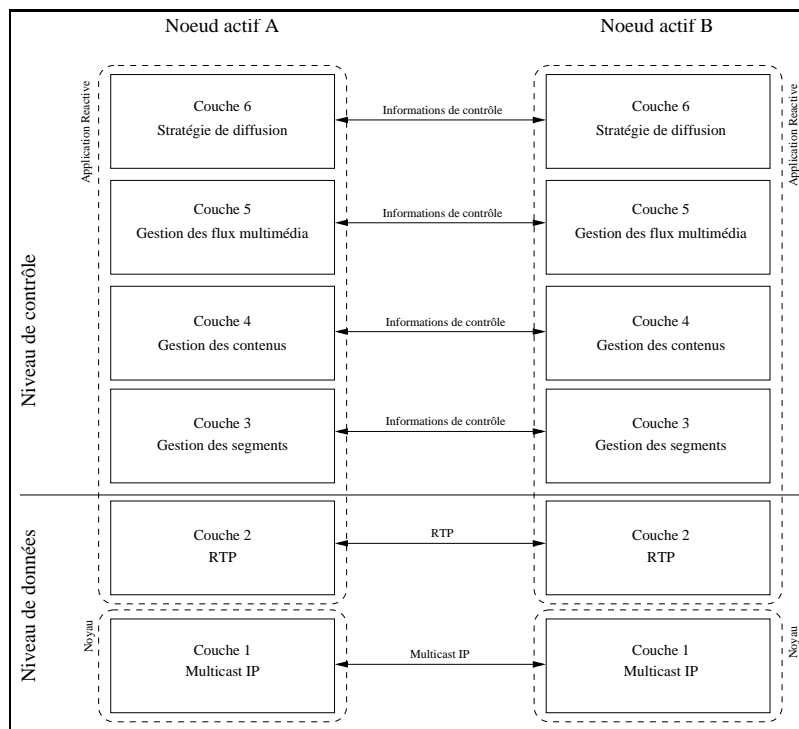 Noeud actif A
Noeud actif B
Application Reactive
Application Reactive
Niveau de contrôle
Couche 6
Stratégie de diffusion
Informations de contrôle
Couche 6
Stratégie de diffusion
Couche 5
Gestion des flux multimédia
Informations de contrôle
Couche 5
Gestion des flux multimédia
Couche 4
Gestion des contenus
Informations de contrôle
Couche 4
Gestion des contenus
Couche 3
Gestion des segments
Informations de contrôle
Couche 3
Gestion des segments
Niveau de données
Couche 2
RTP
RTP
Couche 2
RTP
Noyau
Couche 1
Multicast IP
Multicast IP
Couche 1
Multicast IP
Noyau